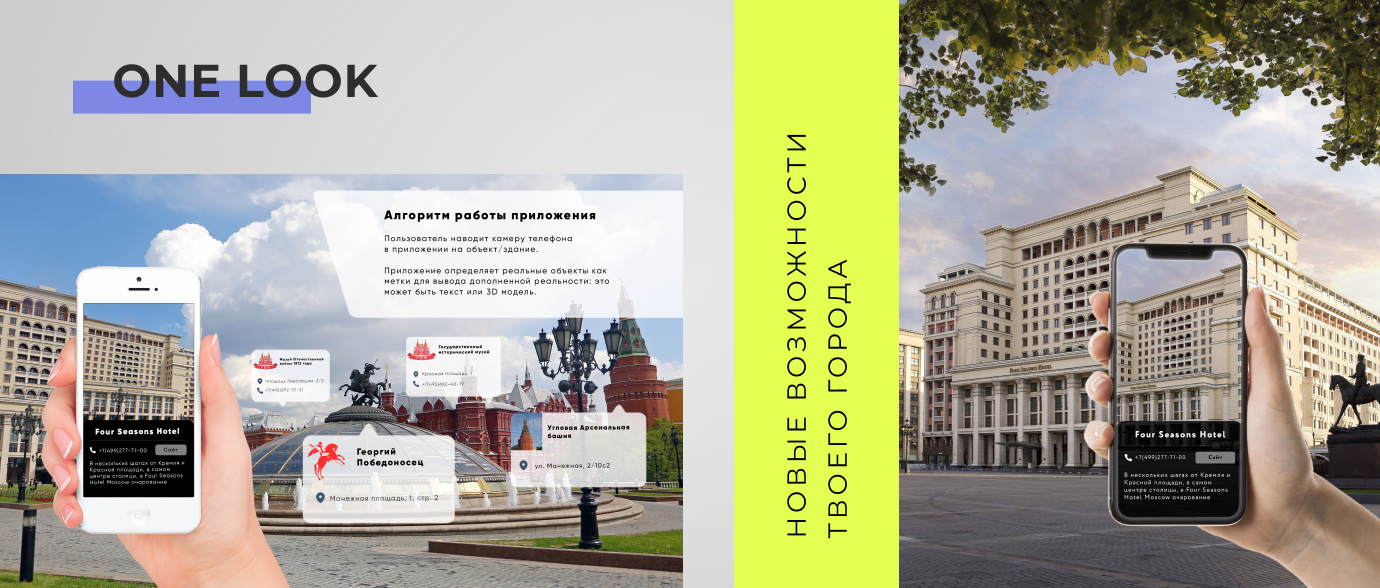 ONE LOOK
Алгоритм работы приложения
Пользователь наводит камеру телефона
в приложении на объект/здание.
Приложение определяет реальные объекты как
метки для вывода дополненной реальности: это
может быть текст или 3D модель.
Музей Отечественной
войны 1812 года
площадь Революции, 2/3
+7(495)692-37-31
Государственный
исторический музей
Красная площадь, 1
+7(495)692-40-19
Угловая Арсенальная
башня
ул. Манежная, 2/10с2
Георгий
Победоносец
Манежная площадь, 1, стр. 2
Four Seasons Hotel
+7(499)277-71-00
Сайт
В нескольких шагах от Кремля и
Красной площади, в самом
центре столицы, в Four Seasons
Hotel Moscow очарование
НОВЫЕ ВОЗМОЖНОСТИ
ТВОЕГО ГОРОДА
Four Seasons Hotel
Four Seasons Hotel
+7(499)277-71-00
Сайт
В нескольких шагах от Кремля и
Красной площади, в самом
центре столицы, в Four Seasons
Hotel Moscow очарование